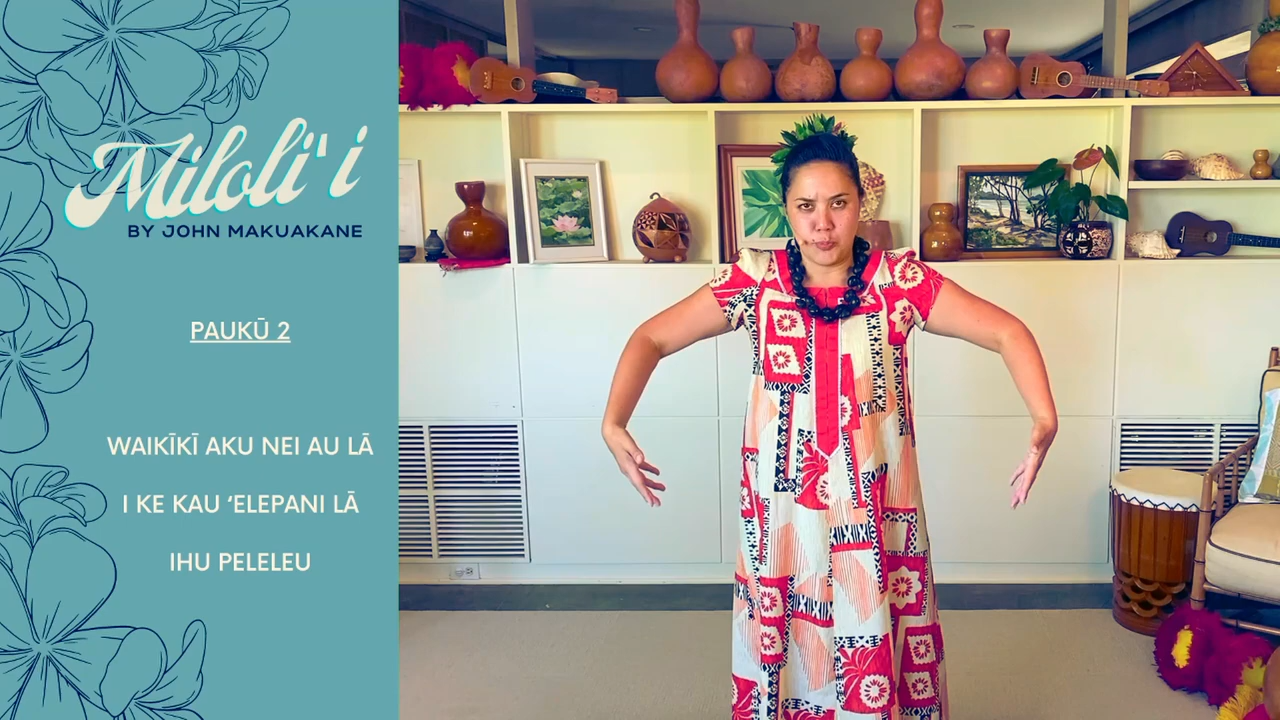 Miloli'i
BY JOHN MAKUAKANE
PAUKŪ 2
WAIKĪKĪ AKU NEI AU LĀ
I KE KAU ʻELEPANI LĀ
IHU PELELEU